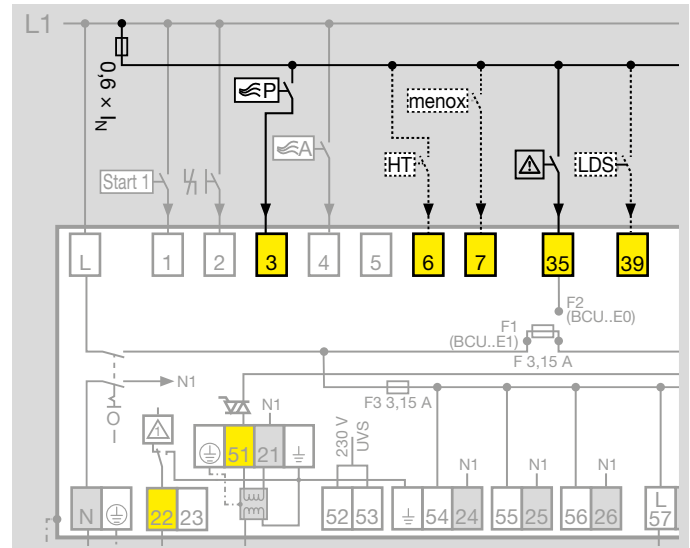 L1
0,6 × IN
P
menox
A
HT
LDS
Start 1
L
1
2
3
4
5
6
7
35
39
F2
(BCU..E0)
F1
(BCU..E1)
F 3,15 A
N1
F3 3,15 A
O
I
1
N1
230 V
UVS
51
21
N1
N1
N1
N
22
23
52
53
54
24
55
25
56
26
L
57